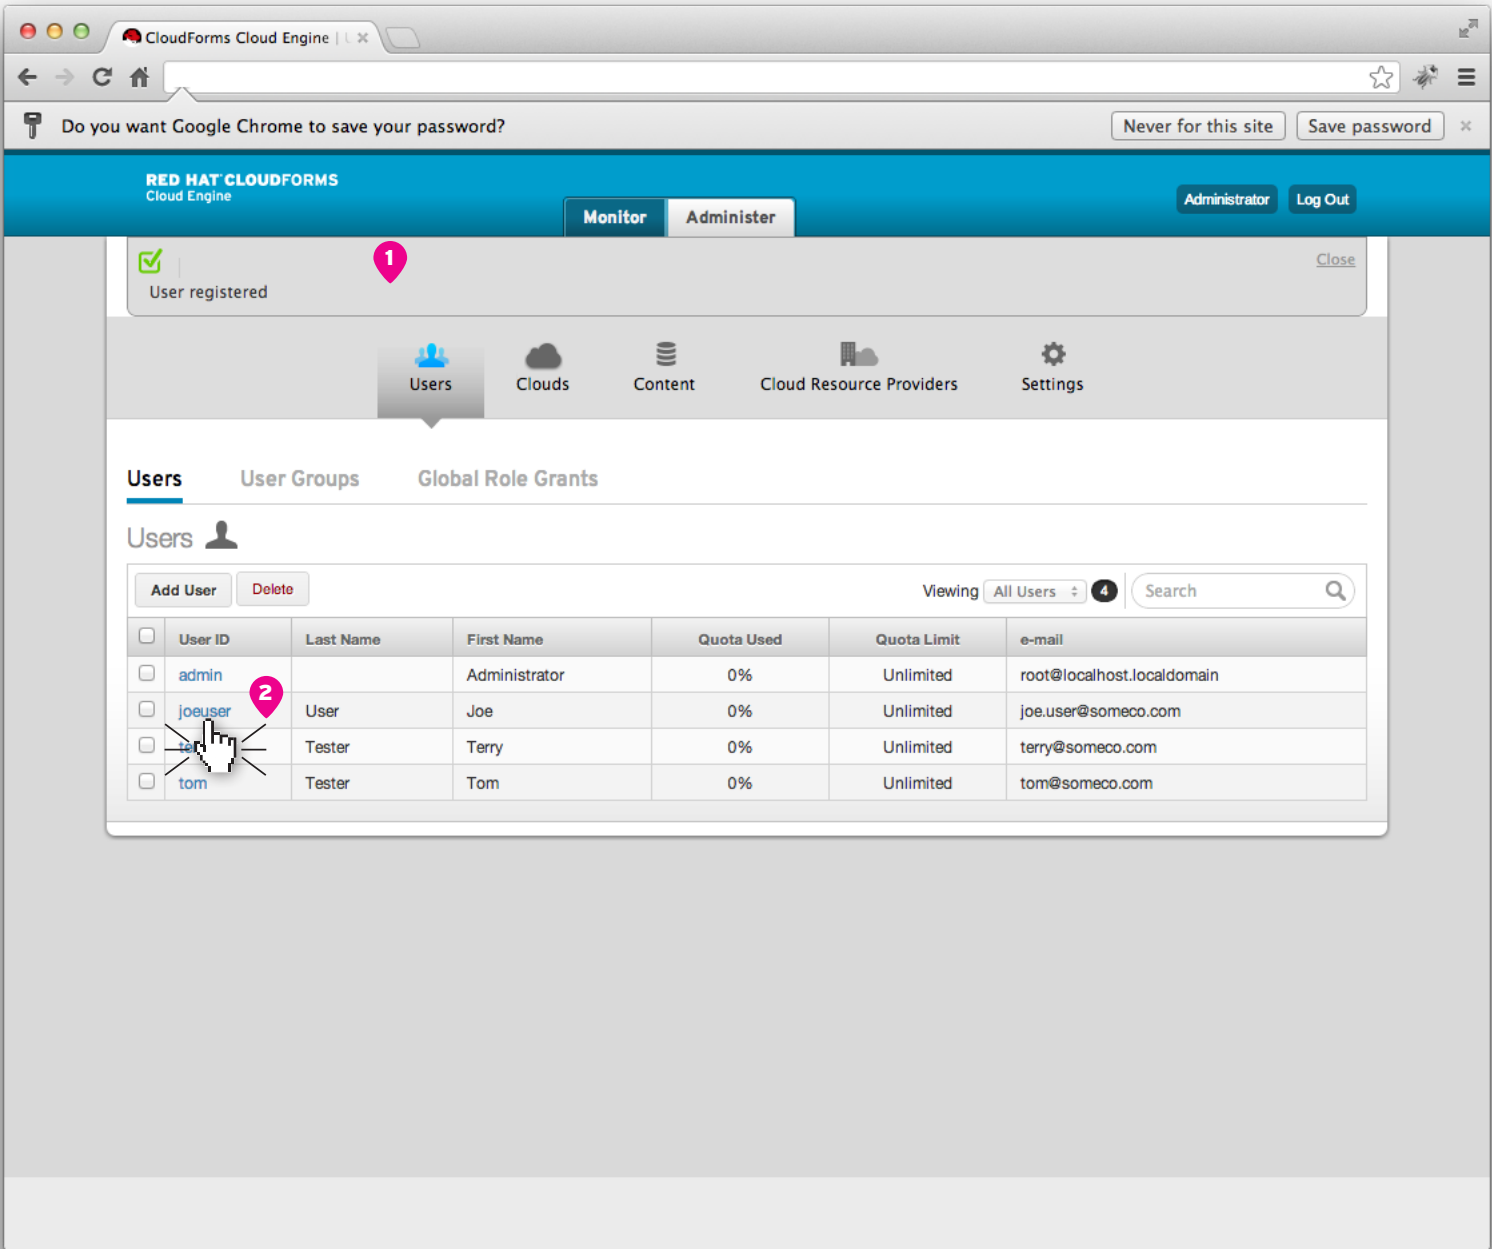 CloudForms Cloud Engine |
Do you want Google Chrome to save your password?
Never for this site
Save password
RED HAT CLOUDFORMS
Cloud Engine
Monitor
Administer
Administrator
Log Out
1
Close
User registered
Users
Clouds
Content
Cloud Resource Providers
Settings
Users
User Groups
Global Role Grants
Users
Add User
Delete
Viewing
All Users
4
Search
User ID Last Name First Name Quota Used Quota Limit e-mail
admin Administrator 0% Unlimited root@localhost.localdomain
2
joeuser User Joe 0% Unlimited joe.user@someco.com
Tester Terry 0% Unlimited terry@someco.com
tom Tester Tom 0% Unlimited tom@someco.com